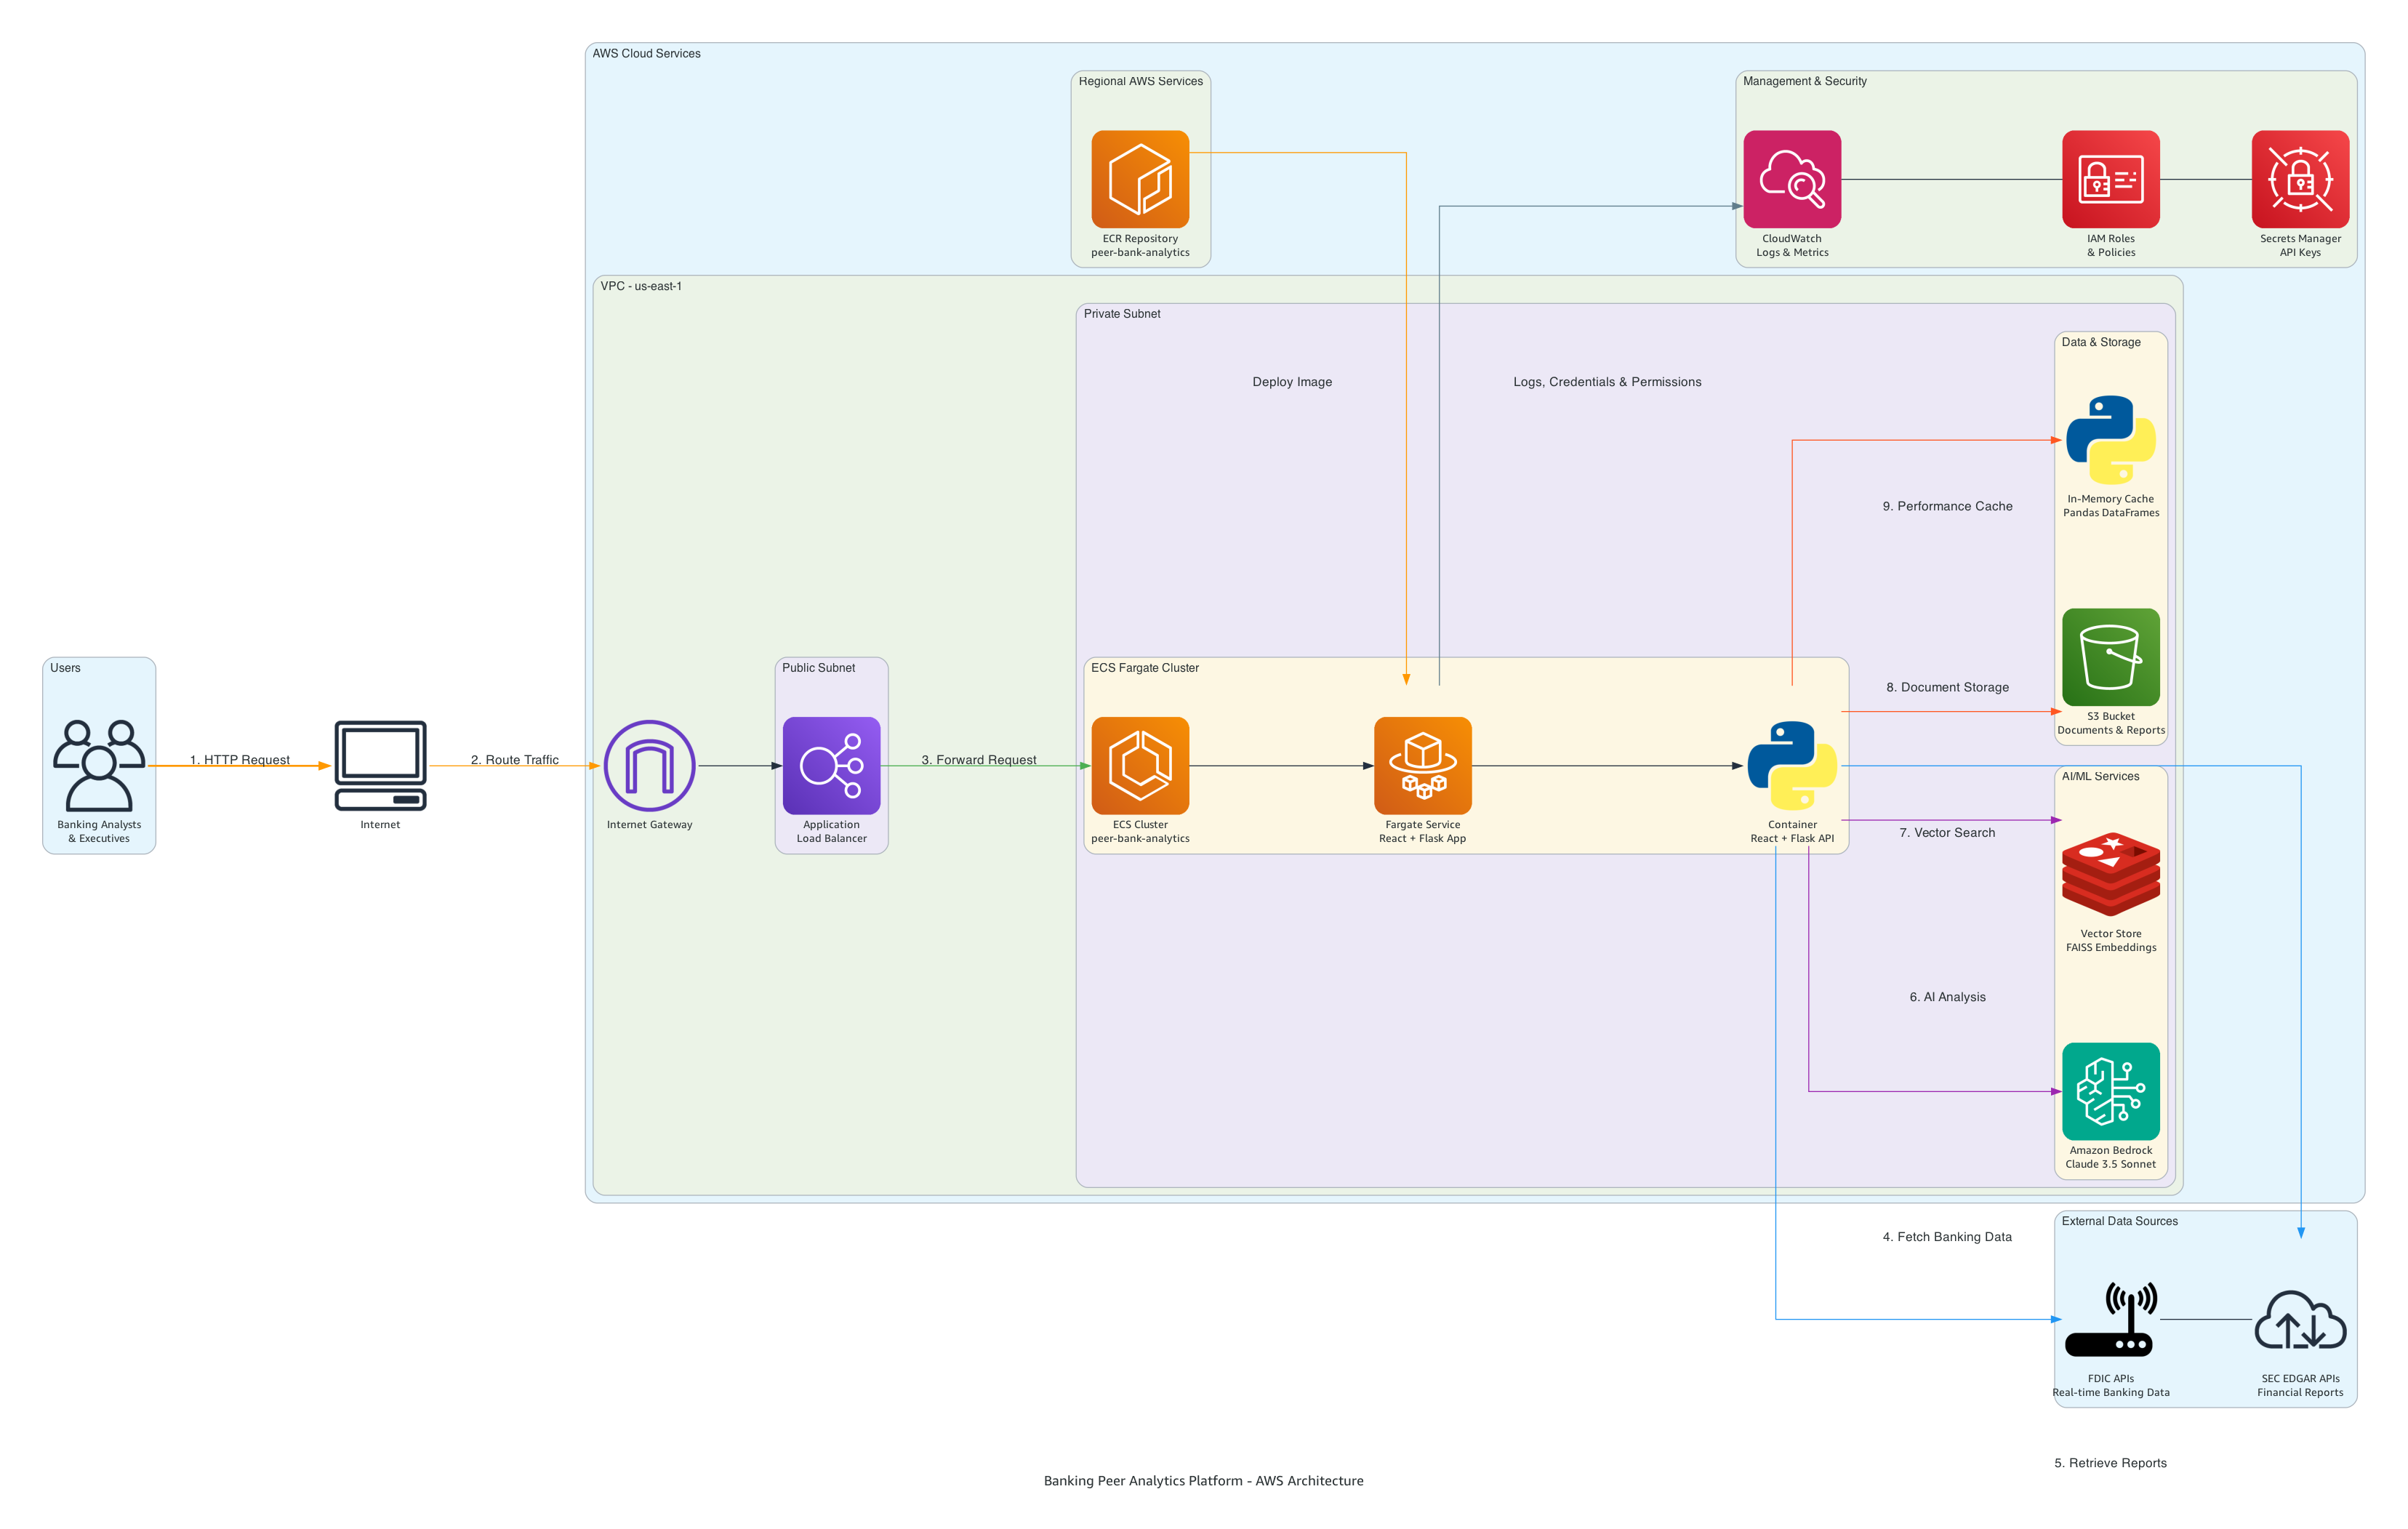 AWS Cloud Services
Regional AWS Services
ECR Repository
peer-bank-analytics
Management & Security
CloudWatch
Logs & Metrics
IAM Roles
& Policies
Secrets Manager
API Keys
VPC - us-east-1
Private Subnet
Data & Storage
Deploy Image
Logs, Credentials & Permissions
In-Memory Cache
Pandas DataFrames
9. Performance Cache
Users
Banking Analysts
& Executives
1. HTTP Request
Internet
2. Route Traffic
Internet Gateway
Public Subnet
Application
Load Balancer
3. Forward Request
ECS Fargate Cluster
ECS Cluster
peer-bank-analytics
Fargate Service
React + Flask App
Container
React + Flask API
8. Document Storage
S3 Bucket
Documents & Reports
AI/ML Services
7. Vector Search
Vector Store
FAISS Embeddings
6. AI Analysis
Amazon Bedrock
Claude 3.5 Sonnet
External Data Sources
4. Fetch Banking Data
FDIC APIs
Real-time Banking Data
SEC EDGAR APIs
Financial Reports
5. Retrieve Reports
Banking Peer Analytics Platform - AWS Architecture